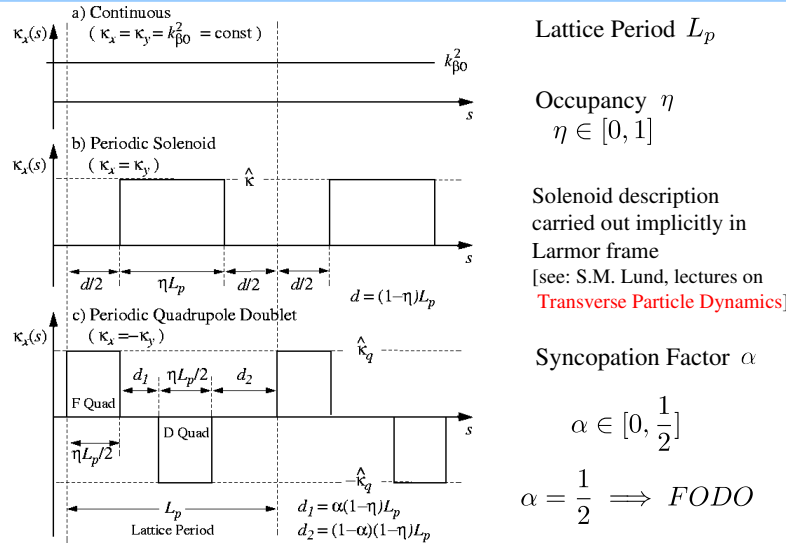 a) Continuous
κx(s) ( κx = κy = k²β0 = const )
k²β0
s
b) Periodic Solenoid
κx(s) ( κx = κy )
κ̂
s
d/2 ηLp d/2 d/2
d = (1–η)Lp
c) Periodic Quadrupole Doublet
κx(s) ( κx =–κy )
κ̂q
d1 ηLp/2 d2
F Quad
s
D Quad
ηLp/2
–κ̂q
Lp
Lattice Period
d1 = α(1–η)Lp
d2 = (1–α)(1–η)Lp
Lattice Period Lp
Occupancy η
η ∈ [0, 1]
Solenoid description
carried out implicitly in
Larmor frame
[see: S.M. Lund, lectures on
Transverse Particle Dynamics]
Syncopation Factor α
α ∈ [0, 1/2]
α = 1/2 ⟹ FODO